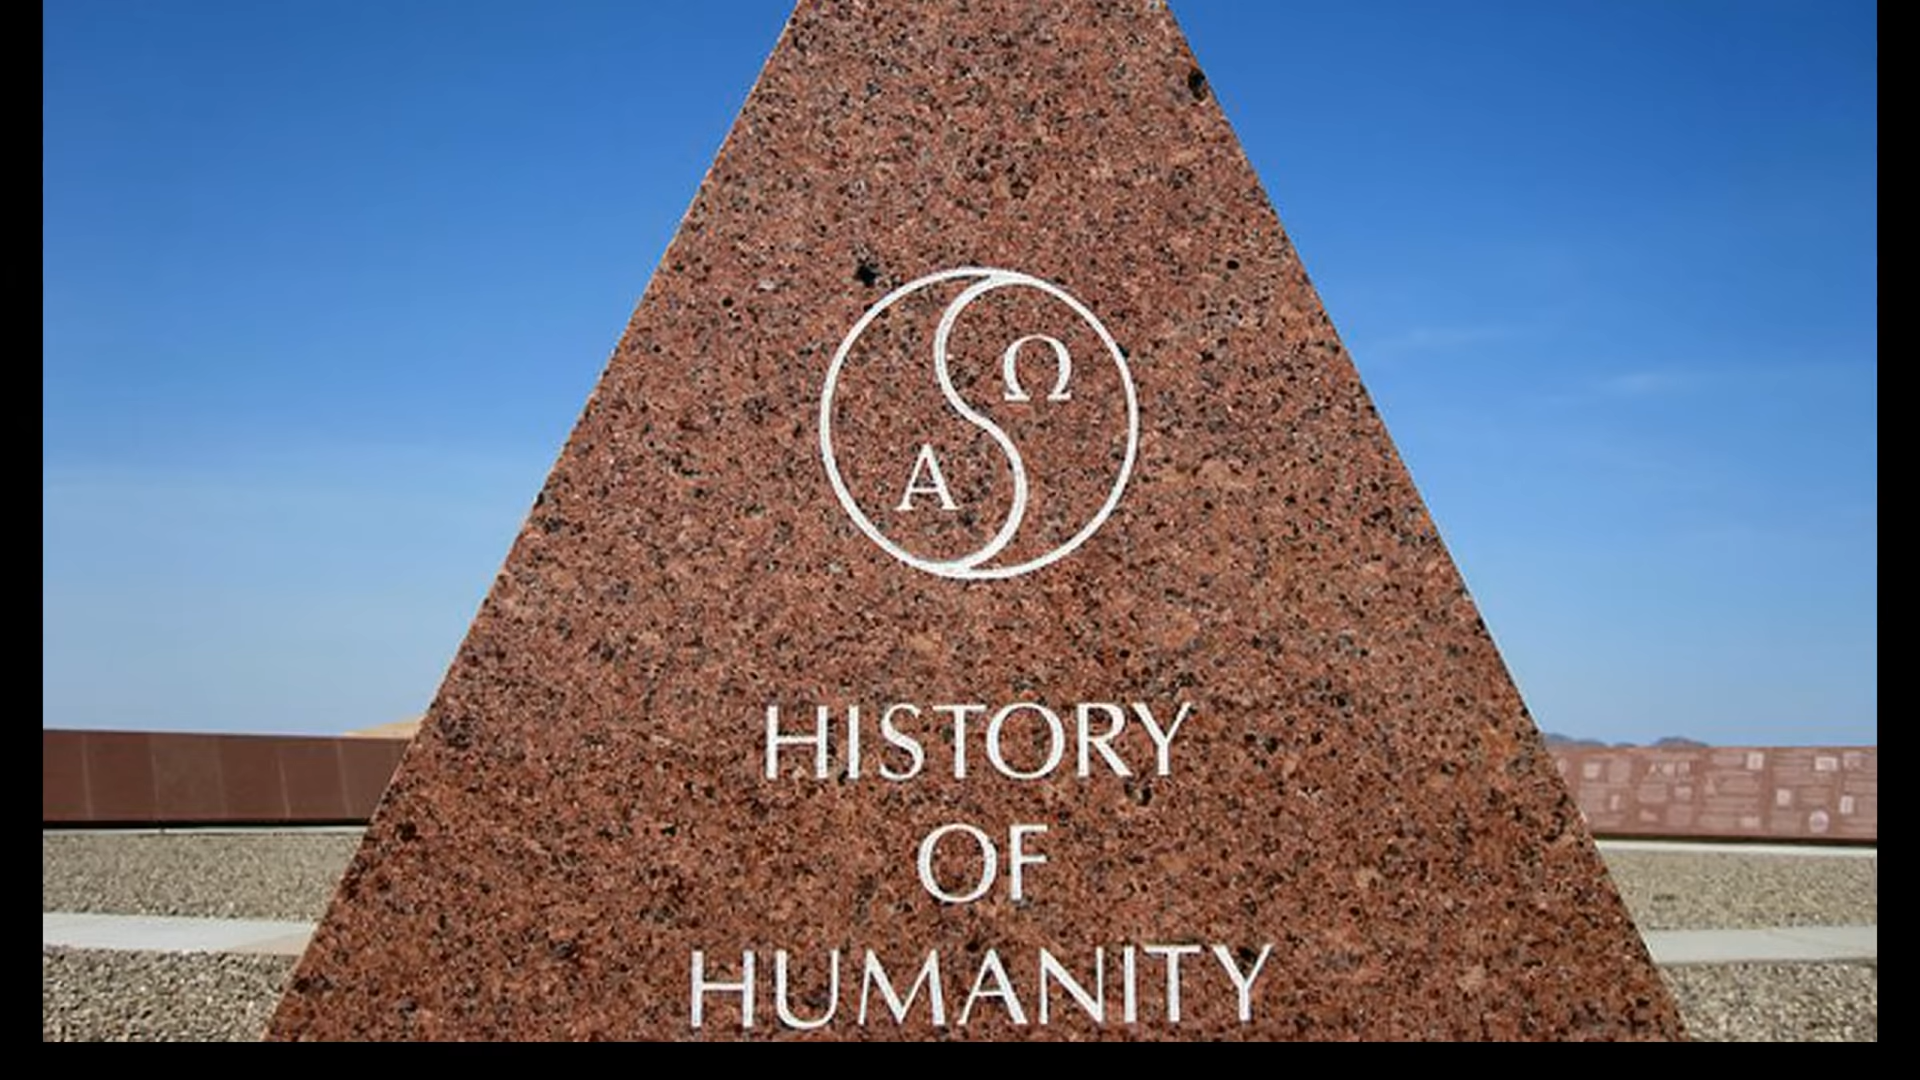 Ω
Α
HISTORY
OF
HUMANITY